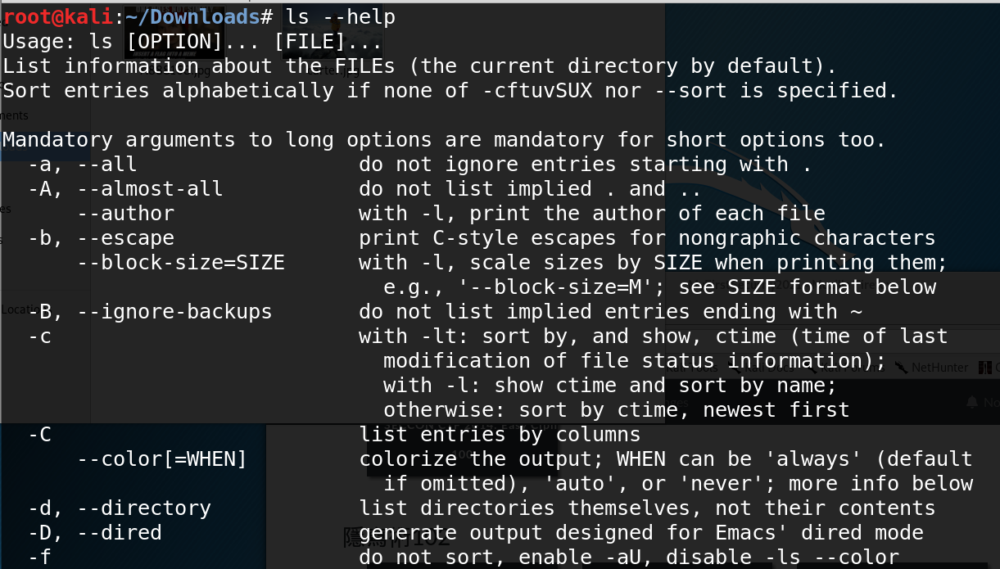 root@kali:~/Downloads# ls --help
Usage: ls [OPTION]... [FILE]...
List information about the FILEs (the current directory by default).
Sort entries alphabetically if none of -cftuvSUX nor --sort is specified.
Mandatory arguments to long options are mandatory for short options too.
-a, --all do not ignore entries starting with .
-A, --almost-all do not list implied . and ..
--author with -l, print the author of each file
-b, --escape print C-style escapes for nongraphic characters
--block-size=SIZE with -l, scale sizes by SIZE when printing them;
e.g., '--block-size=M'; see SIZE format below
-B, --ignore-backups do not list implied entries ending with ~
-c with -lt: sort by, and show, ctime (time of last
modification of file status information);
with -l: show ctime and sort by name;
otherwise: sort by ctime, newest first
-C list entries by columns
--color[=WHEN] colorize the output; WHEN can be 'always' (default
if omitted), 'auto', or 'never'; more info below
-d, --directory list directories themselves, not their contents
-D, --dired generate output designed for Emacs' dired mode
-f do not sort, enable -aU, disable -ls --color
NetHunter